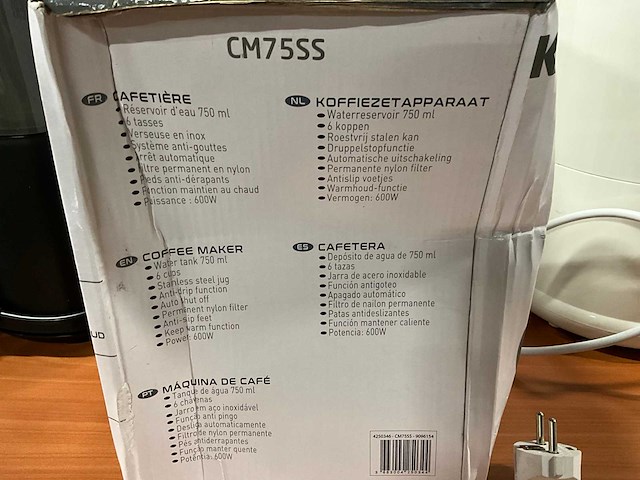 CM75SS
K
FR CAFETIÈRE
Réservoir d'eau 750 ml
6 tasses
Verseuse en inox
Système anti-gouttes
Arrêt automatique
Filtre permanent en nylon
Pieds anti-dérapants
Fonction maintien au chaud
Puissance : 600W
NL KOFFIEZETAPPARAAT
Waterreservoir 750 ml
6 koppen
Roestvrij stalen kan
Druppelstopfunctie
Automatische uitschakeling
Permanente nylon filter
Antislip voetjes
Warmhoud-functie
Vermogen: 600W
EN COFFEE MAKER
Water tank 750 ml
6 cups
Stainless steel jug
Anti-drip function
Auto shut off
Permanent nylon filter
Anti-slip feet
Keep warm function
Power: 600W
ES CAFETERA
Depósito de agua de 750 ml
6 tazas
Jarra de acero inoxidable
Función antigoteo
Apagado automático
Filtro de nailon permanente
Patas antideslizantes
Función mantener caliente
Potencia: 600W
UD
PT MÁQUINA DE CAFÉ
Tanque de água 750 ml
6 chávenas
Jarro em aço inoxidável
Função anti pingo
Desliga automaticamente
Filtro de nylon permanente
Pés antiderrapantes
Função manter quente
Potência: 600W
4230346 - CM75SS - 9096154